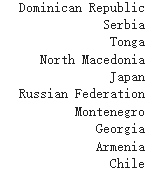 Dominican Republic
Serbia
Tonga
North Macedonia
Japan
Russian Federation
Montenegro
Georgia
Armenia
Chile